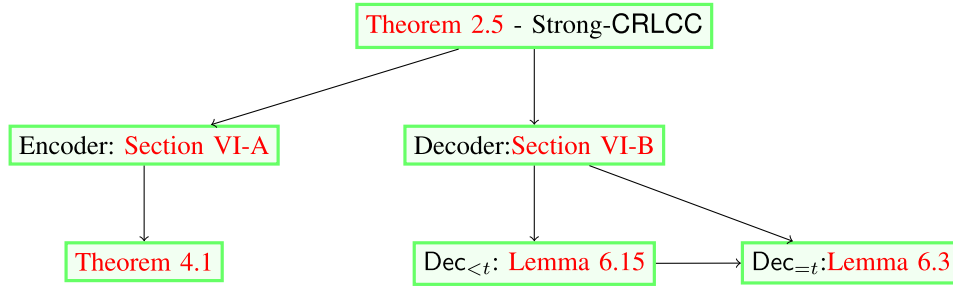 Theorem 2.5 - Strong-CRLCC
Encoder: Section VI-A
Decoder:Section VI-B
Theorem 4.1
Dec<t: Lemma 6.15
Dec=t:Lemma 6.3